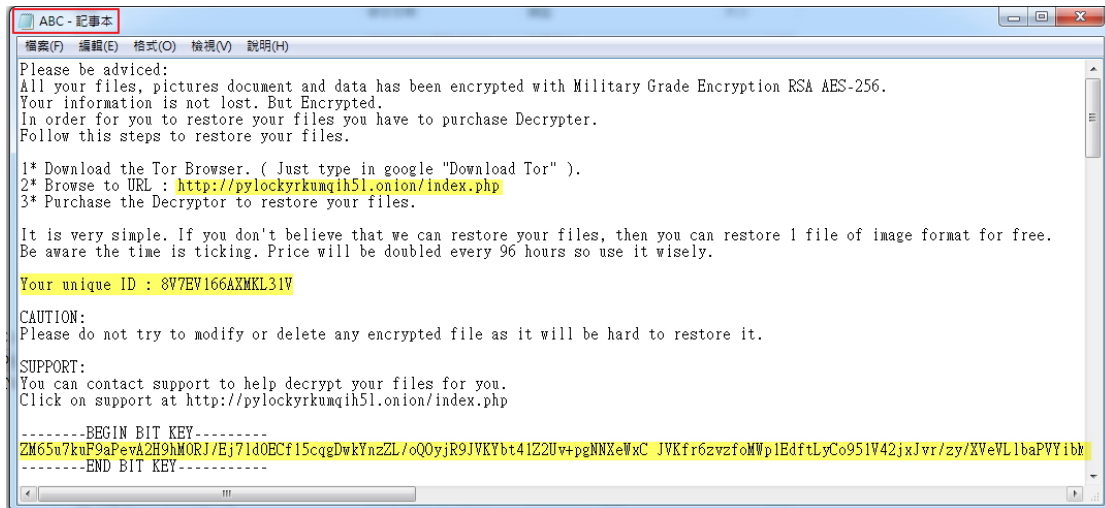 ABC - 記事本
檔案(F) 編輯(E) 格式(O) 檢視(V) 說明(H)
Please be adviced:
All your files, pictures document and data has been encrypted with Military Grade Encryption RSA AES-256.
Your information is not lost. But Encrypted.
In order for you to restore your files you have to purchase Decrypter.
Follow this steps to restore your files.
1* Download the Tor Browser. ( Just type in google "Download Tor" ).
2* Browse to URL : http://pylockyrkumqih5l.onion/index.php
3* Purchase the Decryptor to restore your files.
It is very simple. If you don't believe that we can restore your files, then you can restore 1 file of image format for free.
Be aware the time is ticking. Price will be doubled every 96 hours so use it wisely.
Your unique ID : 8V7EV166AXMKL31V
CAUTION:
Please do not try to modify or delete any encrypted file as it will be hard to restore it.
SUPPORT:
You can contact support to help decrypt your files for you.
Click on support at http://pylockyrkumqih5l.onion/index.php
--------BEGIN BIT KEY---------
ZM65u7kuF9aPevA2H9hM0RJ/Ej7ld0ECf15cqgDwkYnzZL/oQOyjR9JVKYbt41Z2Uv+pgNNXeWxC JVKfr6zvzfoMWp1EdftLyCo951V42jxJvr/zy/XVeVL1baPVYibM
--------END BIT KEY-----------